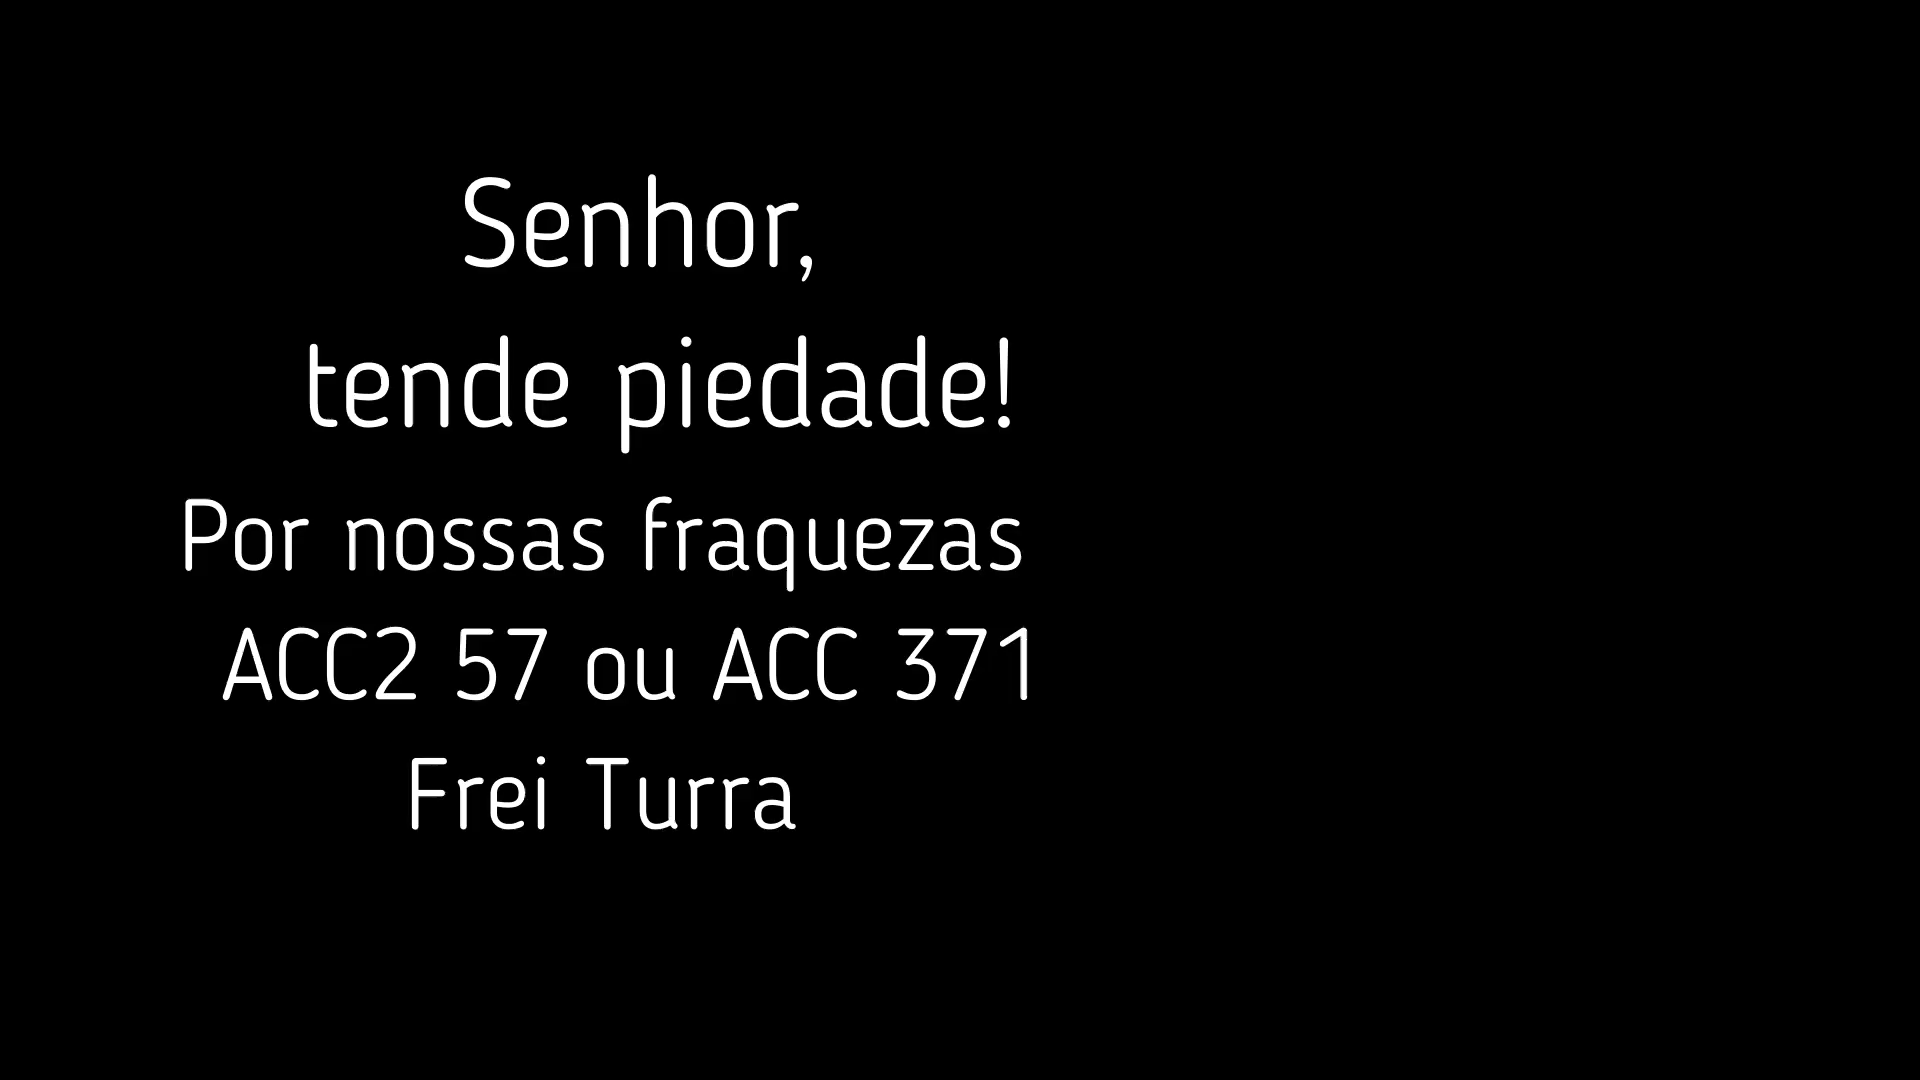 Senhor,
tende piedade!
Por nossas fraquezas
ACC2 57 ou ACC 371
Frei Turra